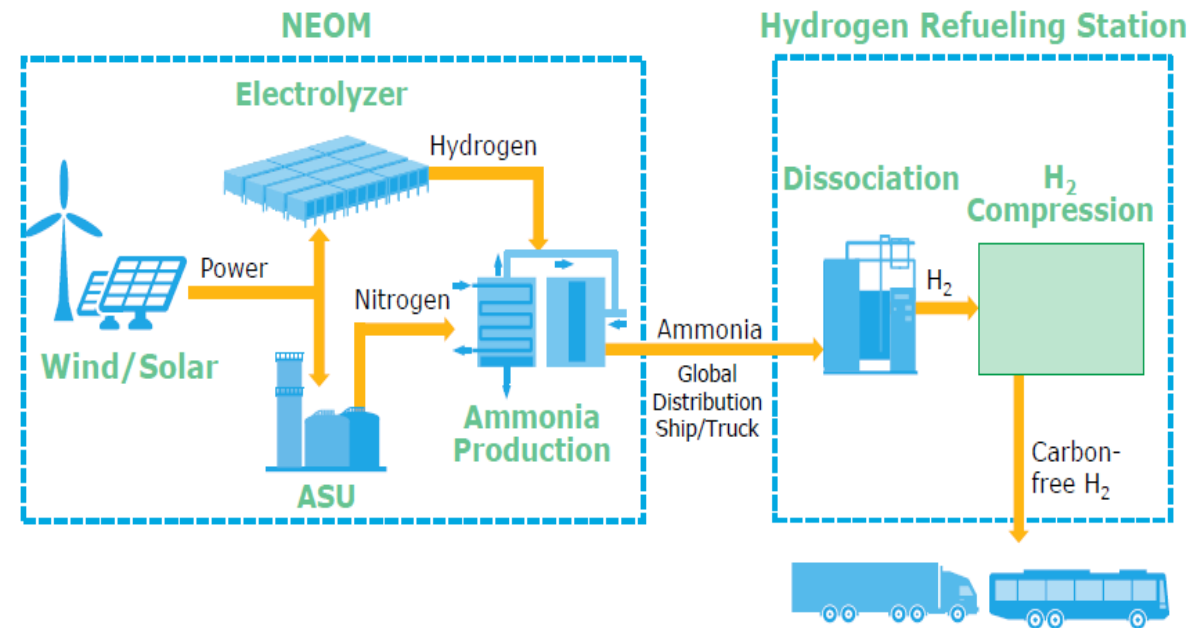 NEOM
Hydrogen Refueling Station
Electrolyzer
Hydrogen
Power
Nitrogen
Wind/Solar
Ammonia
Production
ASU
Ammonia
Global
Distribution
Ship/Truck
Dissociation
H₂
Compression
H₂
Carbon-
free H₂